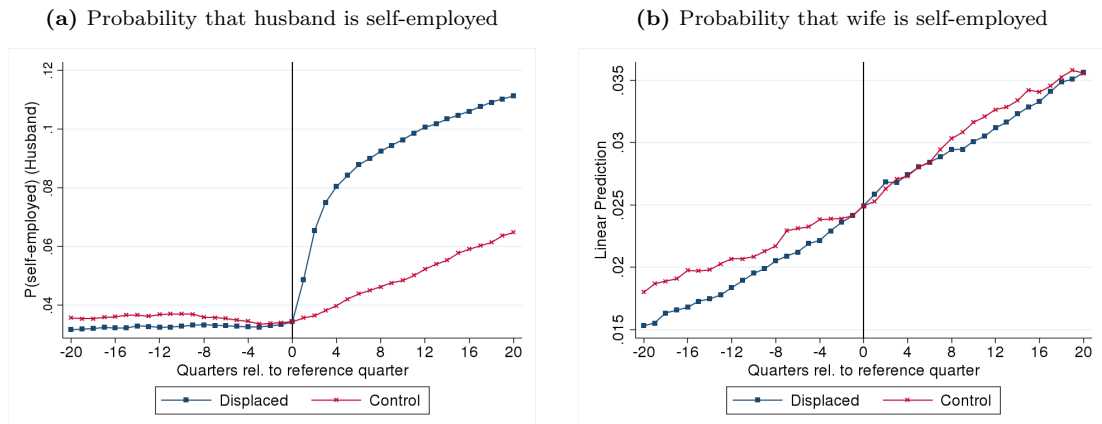 (a) Probability that husband is self-employed
P(self-employed) (Husband)
.12
.1
.08
.06
.04
-20 -16 -12 -8 -4 0 4 8 12 16 20
Quarters rel. to reference quarter
Displaced Control
(b) Probability that wife is self-employed
Linear Prediction
.035
.03
.025
.02
.015
-20 -16 -12 -8 -4 0 4 8 12 16 20
Quarters rel. to reference quarter
Displaced Control